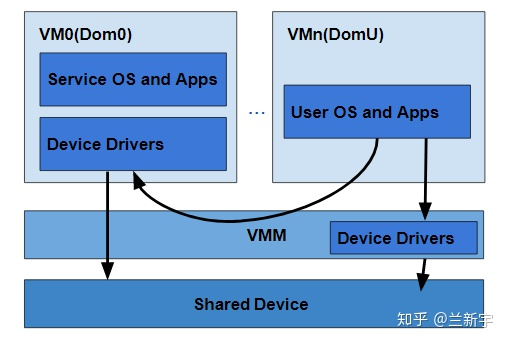 VM0(Dom0)
Service OS and Apps
Device Drivers
...
VMn(DomU)
User OS and Apps
VMM
Device Drivers
Shared Device
知乎 @兰新宇